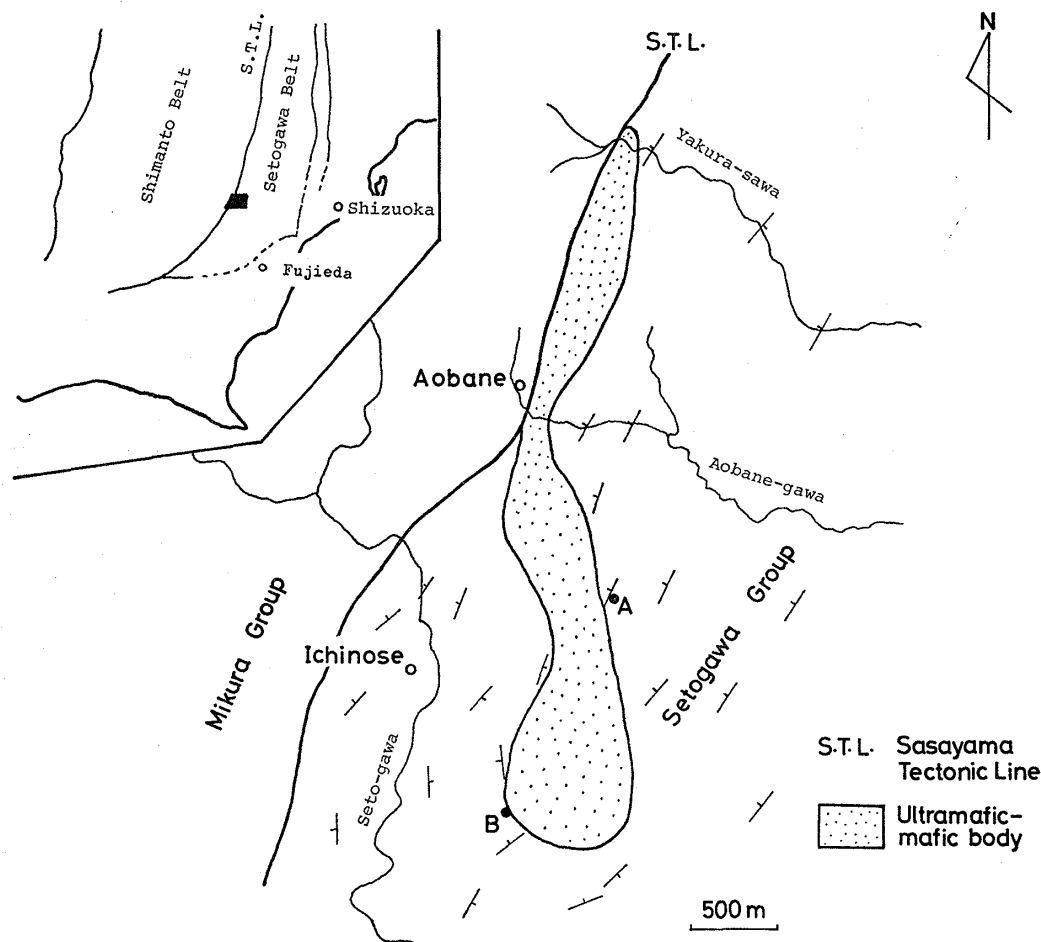 S.T.L.
Shimanto Belt
Setogawa Belt
Shizuoka
Fujieda
S.T.L.
N
Yakura-sawa
Aobane
Aobane-gawa
Mikura Group
Ichinose
Seto-gawa
A
B
Setogawa Group
S.T.L. Sasayama
Tectonic Line
Ultramafic-
mafic body
500 m